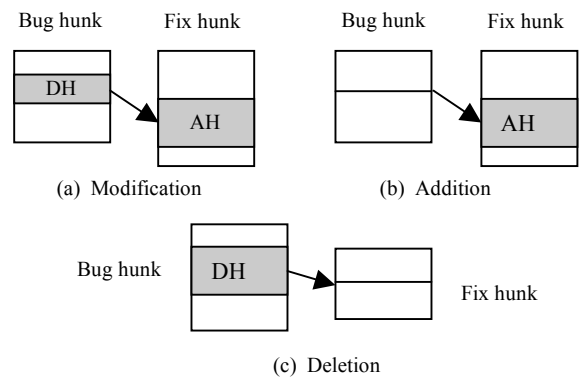 Bug hunk Fix hunk Bug hunk Fix hunk
DH AH AH
(a) Modification (b) Addition
Bug hunk DH Fix hunk
(c) Deletion